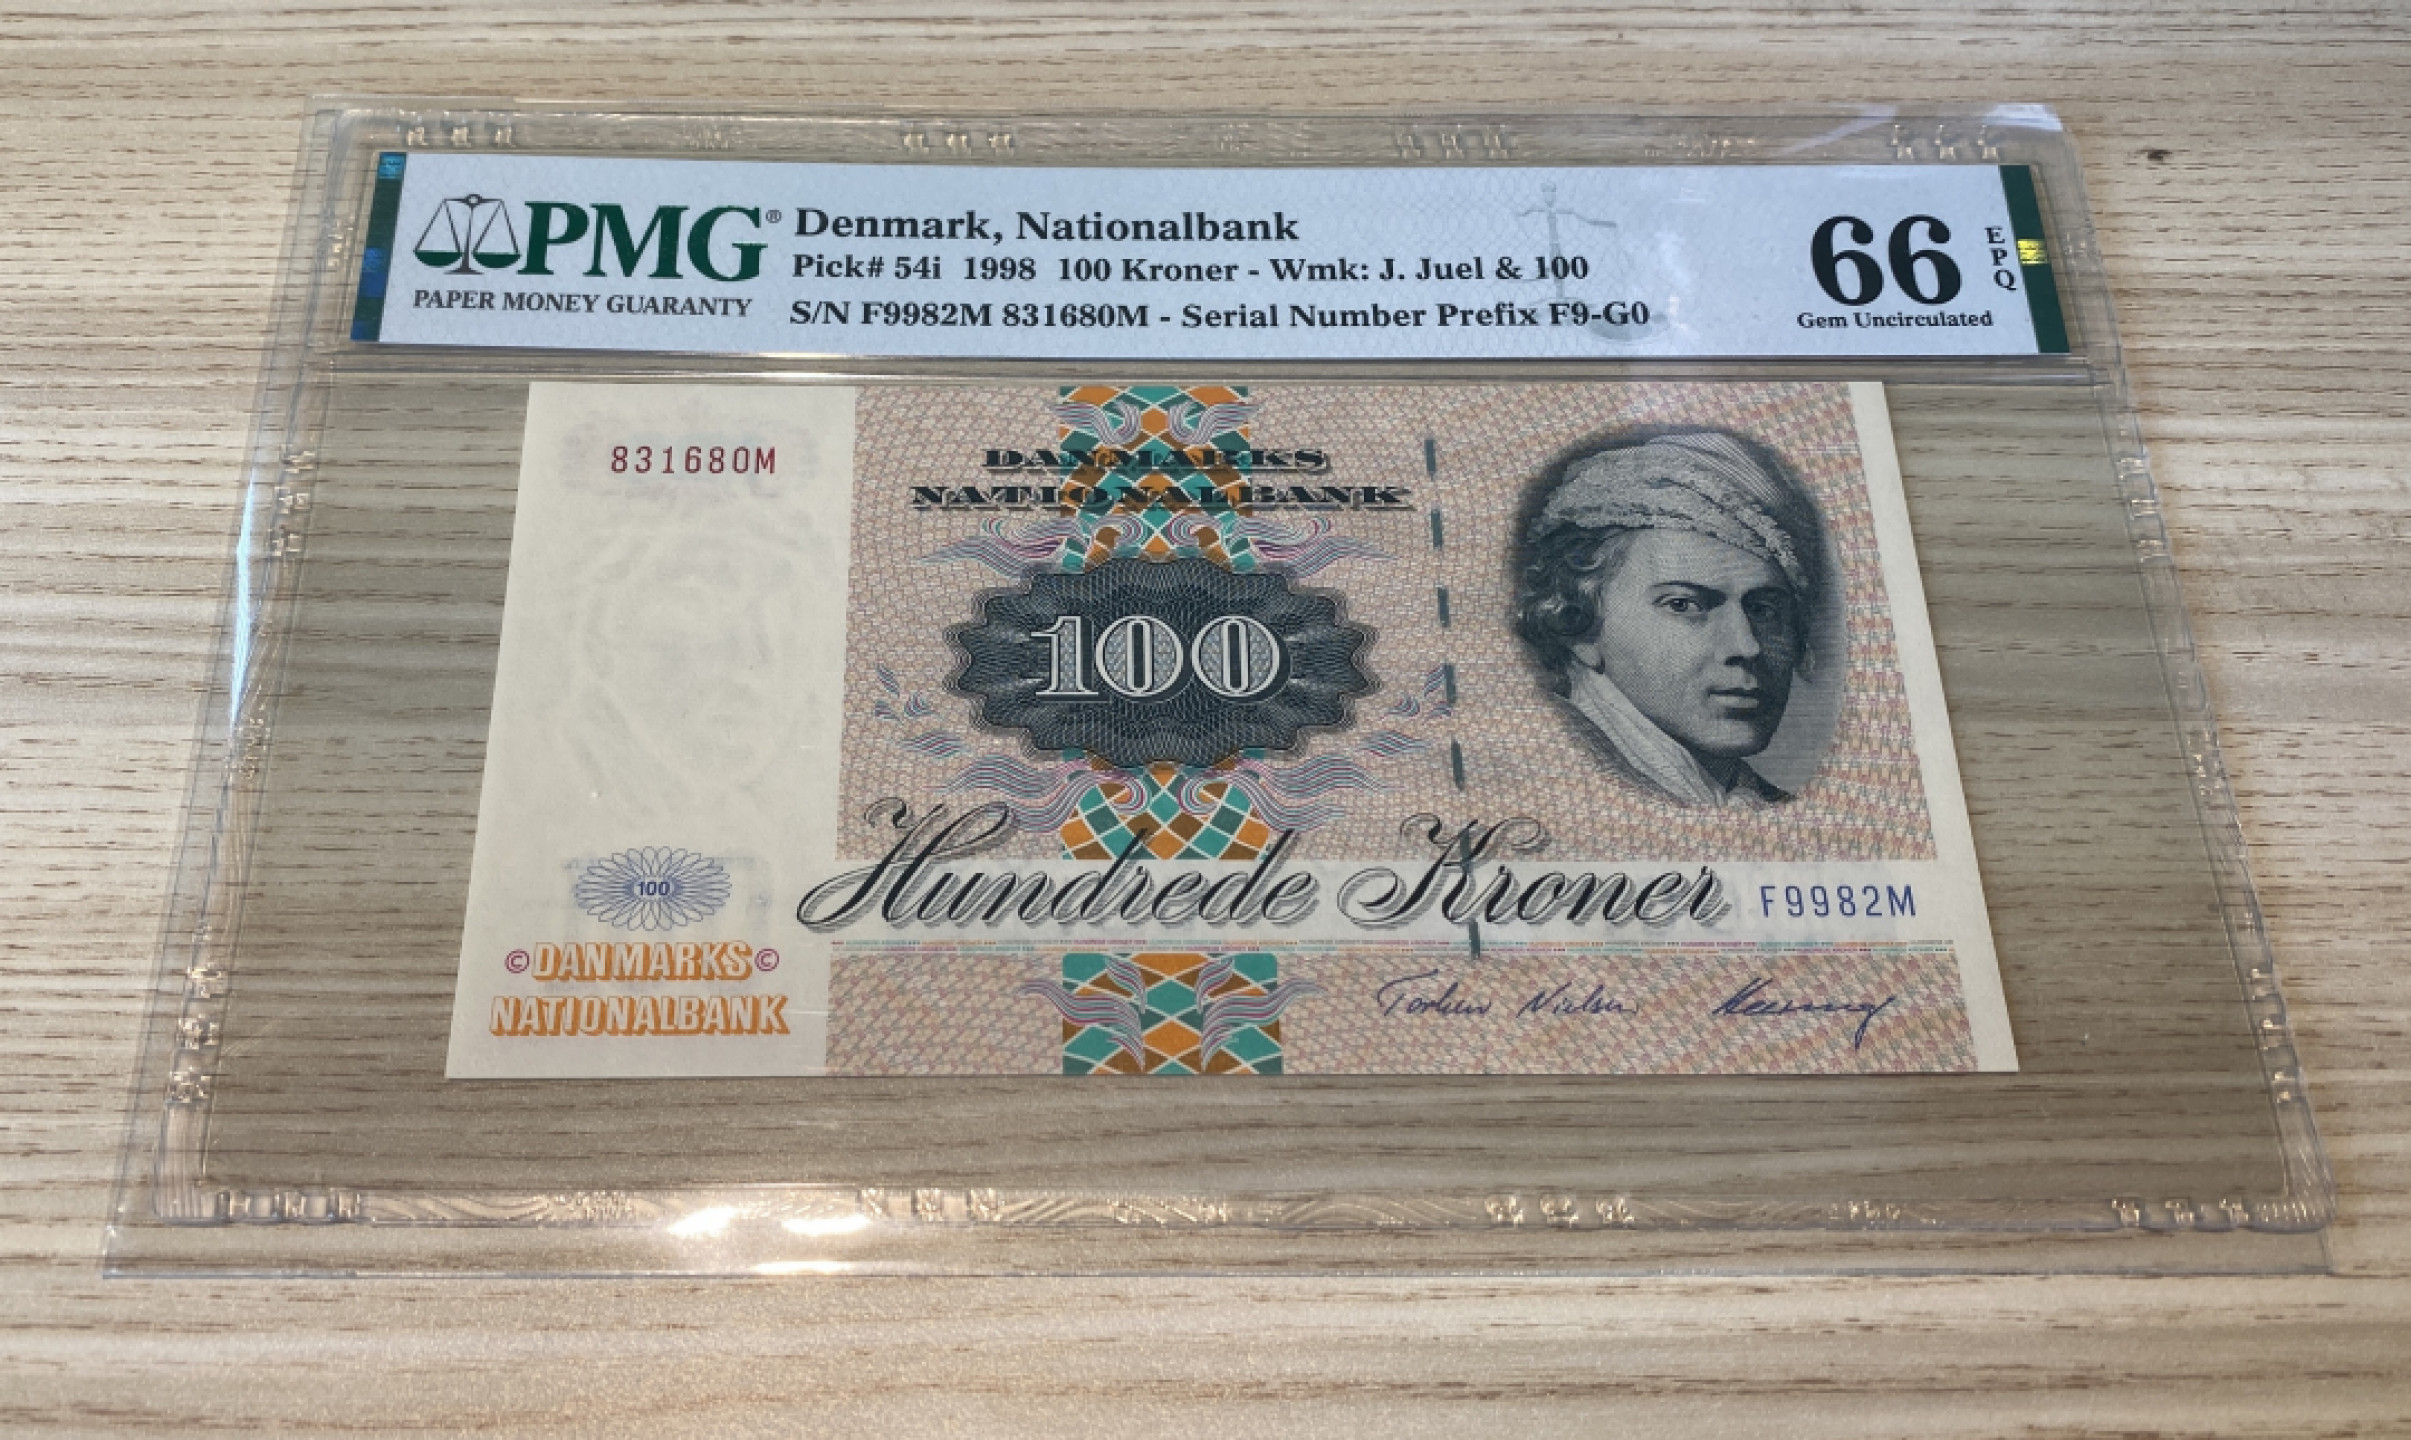 PMG®
PAPER MONEY GUARANTY
Denmark, Nationalbank
Pick# 54i 1998 100 Kroner - Wmk: J. Juel & 100
S/N F9982M 831680M - Serial Number Prefix F9-G0
66
EPQ
Gem Uncirculated
831680M
DANMARKS
NATIONALBANK
100
Hundrede Kroner
F9982M
100
©DANMARKS©
NATIONALBANK
Nielsen